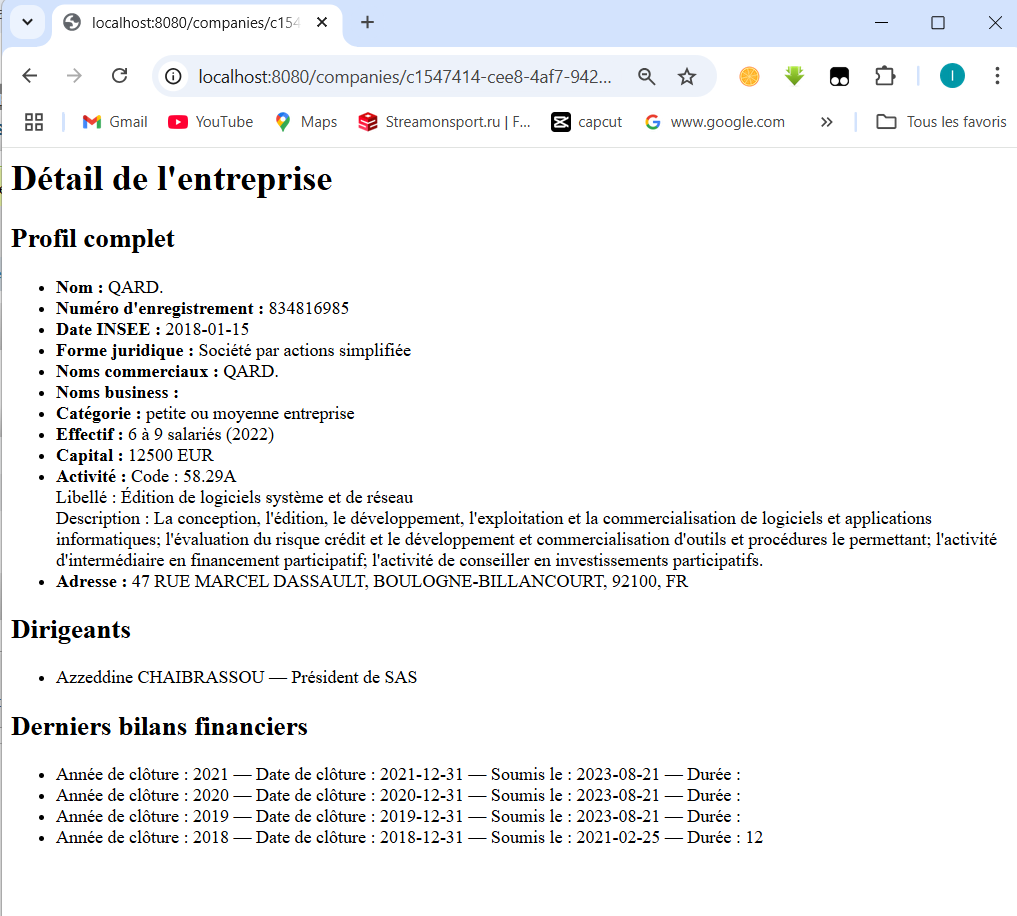 localhost:8080/companies/c154
localhost:8080/companies/c1547414-cee8-4af7-942...
I
Gmail
YouTube
Maps
Streamonsport.ru | F...
capcut
www.google.com
»
Tous les favoris
Détail de l'entreprise
Profil complet
• Nom : QARD.
• Numéro d'enregistrement : 834816985
• Date INSEE : 2018-01-15
• Forme juridique : Société par actions simplifiée
• Noms commerciaux : QARD.
• Noms business :
• Catégorie : petite ou moyenne entreprise
• Effectif : 6 à 9 salariés (2022)
• Capital : 12500 EUR
• Activité : Code : 58.29A
Libellé : Édition de logiciels système et de réseau
Description : La conception, l'édition, le développement, l'exploitation et la commercialisation de logiciels et applications
informatiques; l'évaluation du risque crédit et le développement et commercialisation d'outils et procédures le permettant; l'activité
d'intermédiaire en financement participatif; l'activité de conseiller en investissements participatifs.
• Adresse : 47 RUE MARCEL DASSAULT, BOULOGNE-BILLANCOURT, 92100, FR
Dirigeants
• Azzeddine CHAIBRASSOU — Président de SAS
Derniers bilans financiers
• Année de clôture : 2021 — Date de clôture : 2021-12-31 — Soumis le : 2023-08-21 — Durée :
• Année de clôture : 2020 — Date de clôture : 2020-12-31 — Soumis le : 2023-08-21 — Durée :
• Année de clôture : 2019 — Date de clôture : 2019-12-31 — Soumis le : 2023-08-21 — Durée :
• Année de clôture : 2018 — Date de clôture : 2018-12-31 — Soumis le : 2021-02-25 — Durée : 12